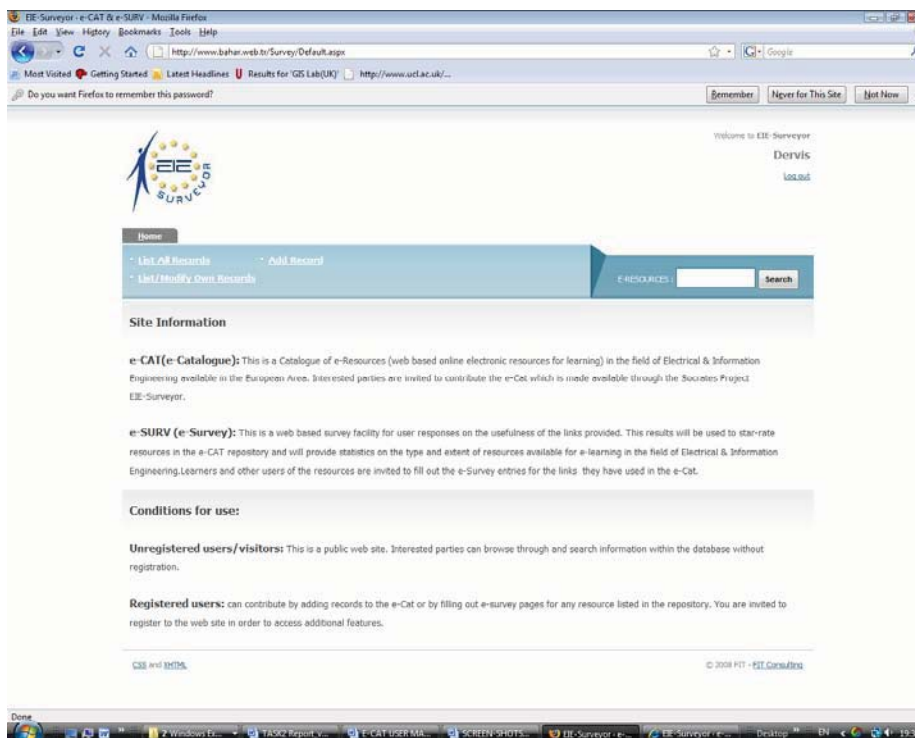 EIE-Surveyor - e-CAT & e-SURV - Mozilla Firefox
File Edit View History Bookmarks Tools Help
http://www.bahar.web.tr/Survey/Default.aspx
Google
Most Visited Getting Started Latest Headlines Results for 'GIS Lab(UK)' http://www.ucl.ac.uk/...
Do you want Firefox to remember this password? Remember Never for This Site Not Now
Welcome to EIE-Surveyor
Dervis
Log out
EIE
SURVEYOR
Home
List All Records Add Record
List/Modify Own Records
E-RESOURCES : Search
Site Information
e-CAT(e-Catalogue): This is a Catalogue of e-Resources (web based online electronic resources for learning) in the field of Electrical & Information
Engineering available in the European Area. Interested parties are invited to contribute the e-Cat which is made available through the Socrates Project
EIE-Surveyor.
e-SURV (e-Survey): This is a web based survey facility for user responses on the usefulness of the links provided. This results will be used to star-rate
resources in the e-CAT repository and will provide statistics on the type and extent of resources available for e-learning in the field of Electrical & Information
Engineering.Learners and other users of the resources are invited to fill out the e-Survey entries for the links they have used in the e-Cat.
Conditions for use:
Unregistered users/visitors: This is a public web site. Interested parties can browse through and search information within the database without
registration.
Registered users: can contribute by adding records to the e-Cat or by filling out e-survey pages for any resource listed in the repository. You are invited to
register to the web site in order to access additional features.
CSS and XHTML
© 2008 FIT - FIT Consulting
Done
2 Windows Ex... TASK2 Report_v... E-CAT USER MA... SCREEN-SHOTS... EIE-Surveyor - e-... EIE-Surveyor - e-... Desktop EN